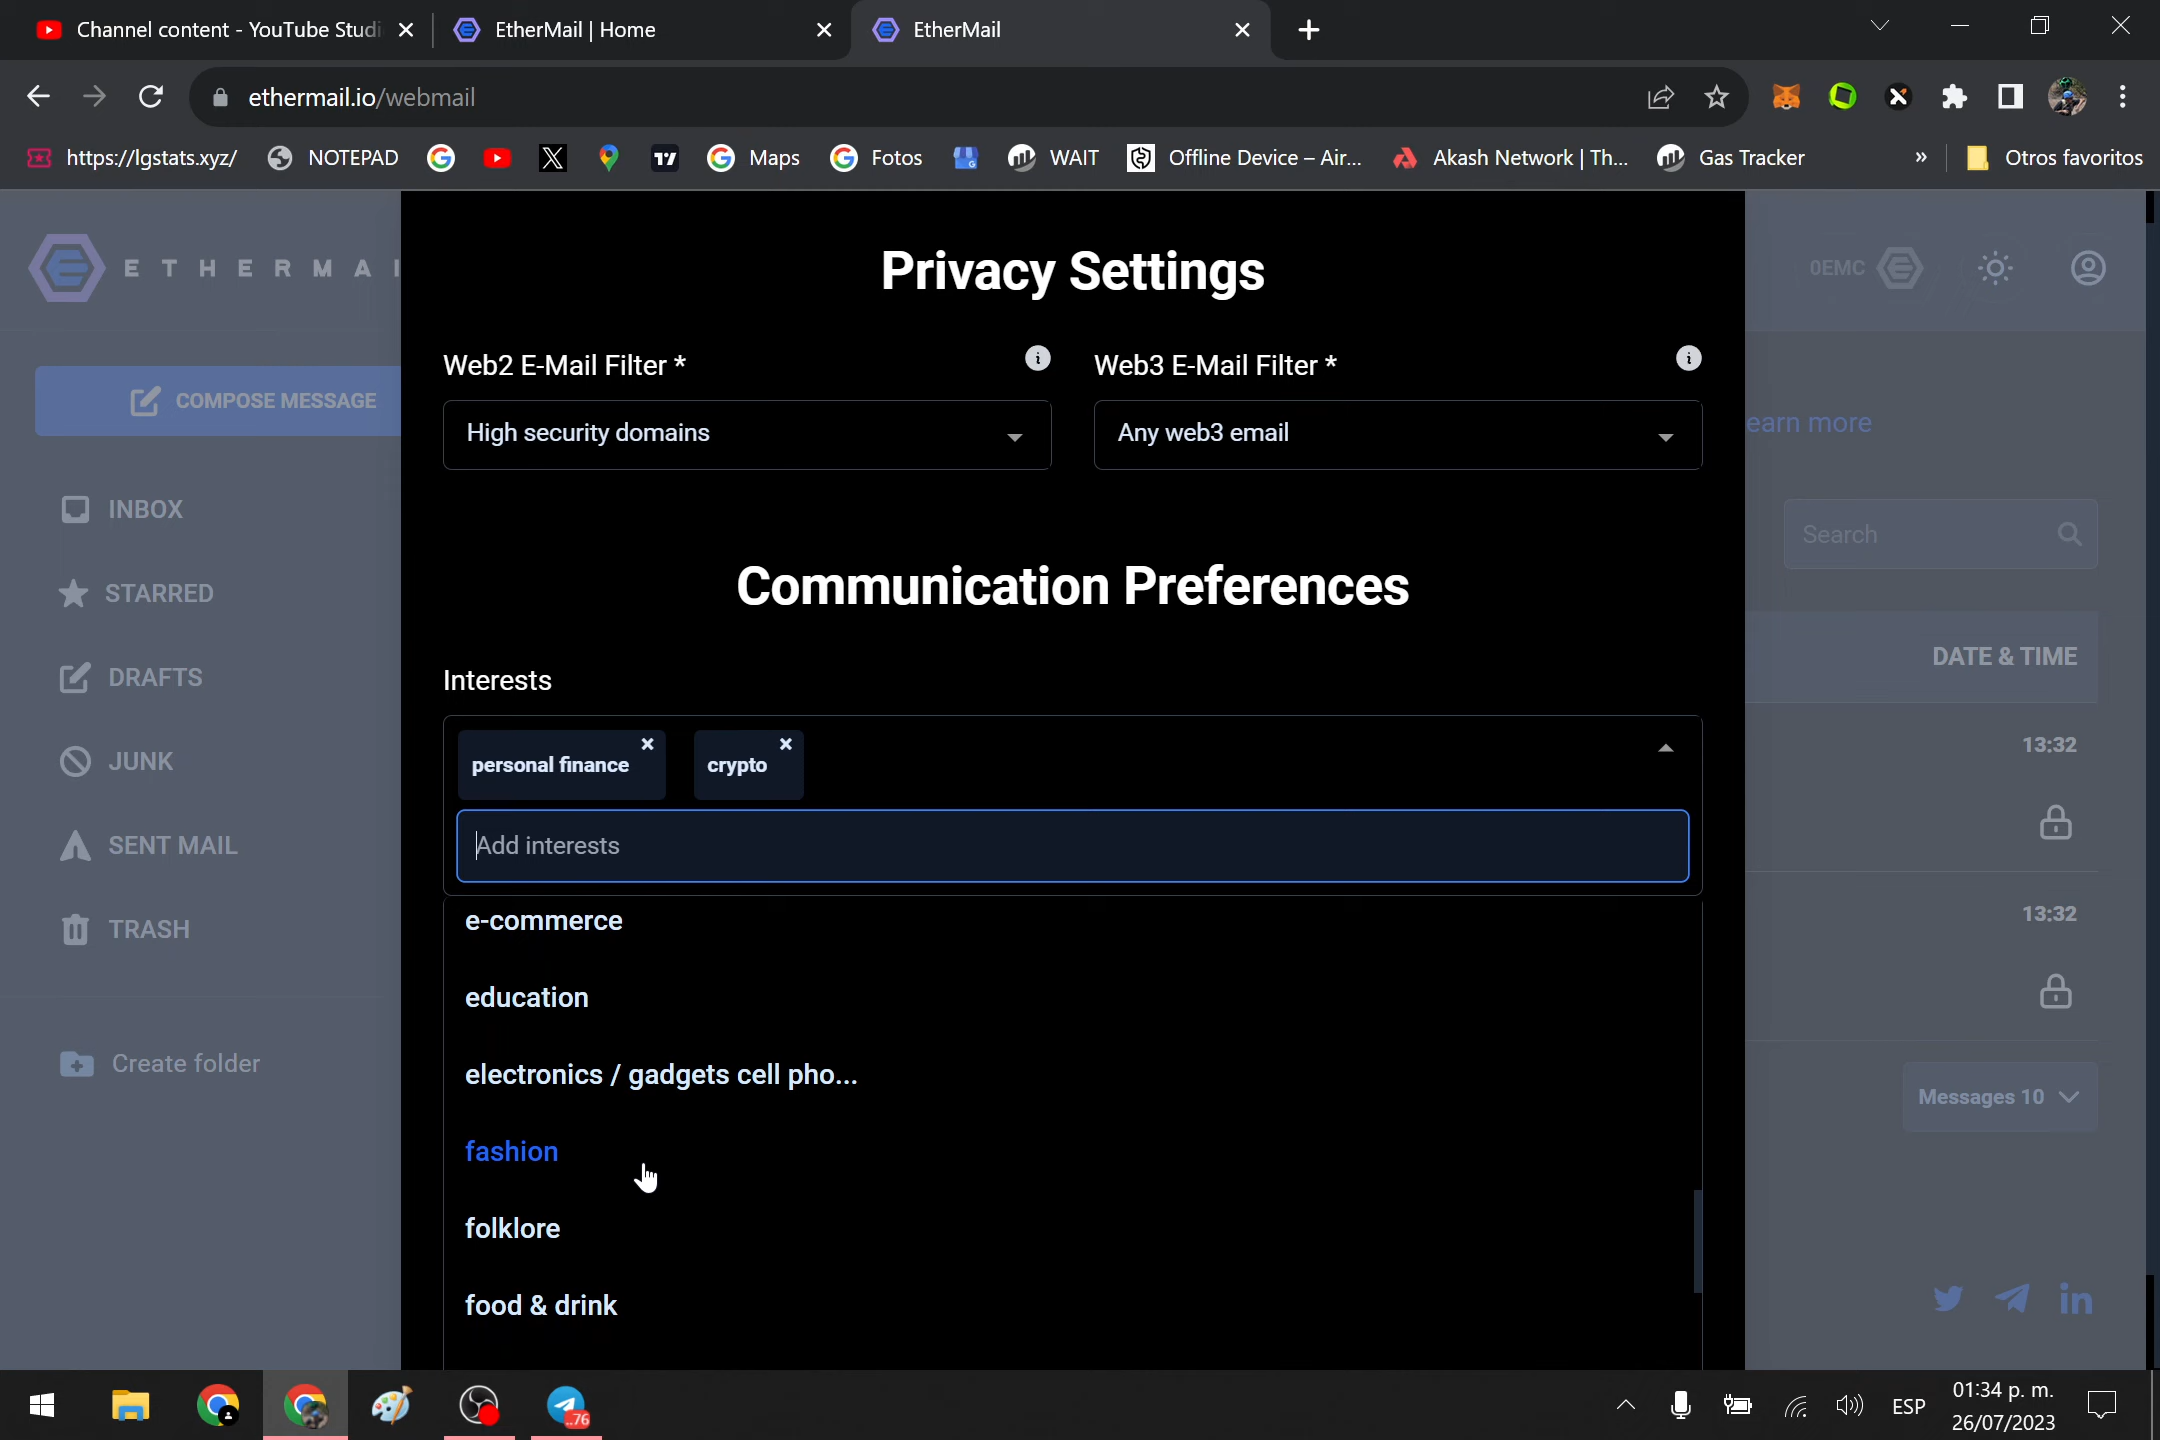 Channel content - YouTube Studi
EtherMail | Home
EtherMail
ethermail.io/webmail
https://lgstats.xyz/
NOTEPAD
Maps
Fotos
WAIT
Offline Device – Air...
Akash Network | Th...
Gas Tracker
»
Otros favoritos
ETHERMAI
Privacy Settings
0EMC
Web2 E-Mail Filter *
Web3 E-Mail Filter *
High security domains
Any web3 email
COMPOSE MESSAGE
earn more
INBOX
Search
Communication Preferences
STARRED
DATE & TIME
DRAFTS
Interests
personal finance
crypto
13:32
JUNK
Add interests
SENT MAIL
e-commerce
13:32
TRASH
education
Create folder
electronics / gadgets cell pho...
Messages 10
fashion
folklore
food & drink
..76
ESP
01:34 p. m.
26/07/2023